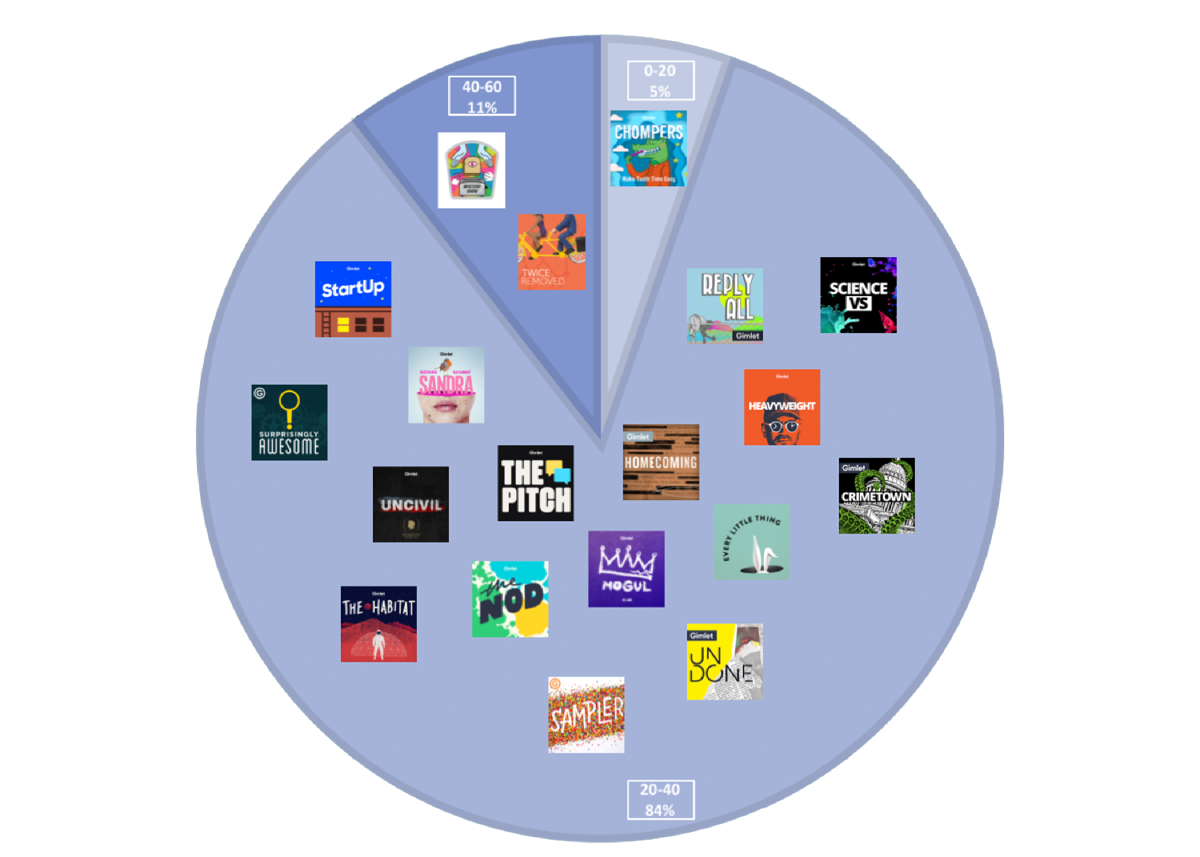 40-60
11%
0-20
5%
Gimlet
CHOMPERS
Make Tooth Time Easy
MYSTERY
SHOW
TWICE
REMOVED
Gimlet
StartUp
REPLY
ALL
Gimlet
Gimlet
SCIENCE
VS
Gimlet
SANDRA
Gimlet
HEAVYWEIGHT
G
SURPRISINGLY
AWESOME
Gimlet
HOMECOMING
Gimlet
THE
PITCH
Gimlet
UNCIVIL
Gimlet
CRIMETOWN
EVERY LITTLE THING
Gimlet
MOGUL
Gimlet
the
NOD
Gimlet
THE HABITAT
Gimlet
UN
DONE
G
SAMPLER
20-40
84%